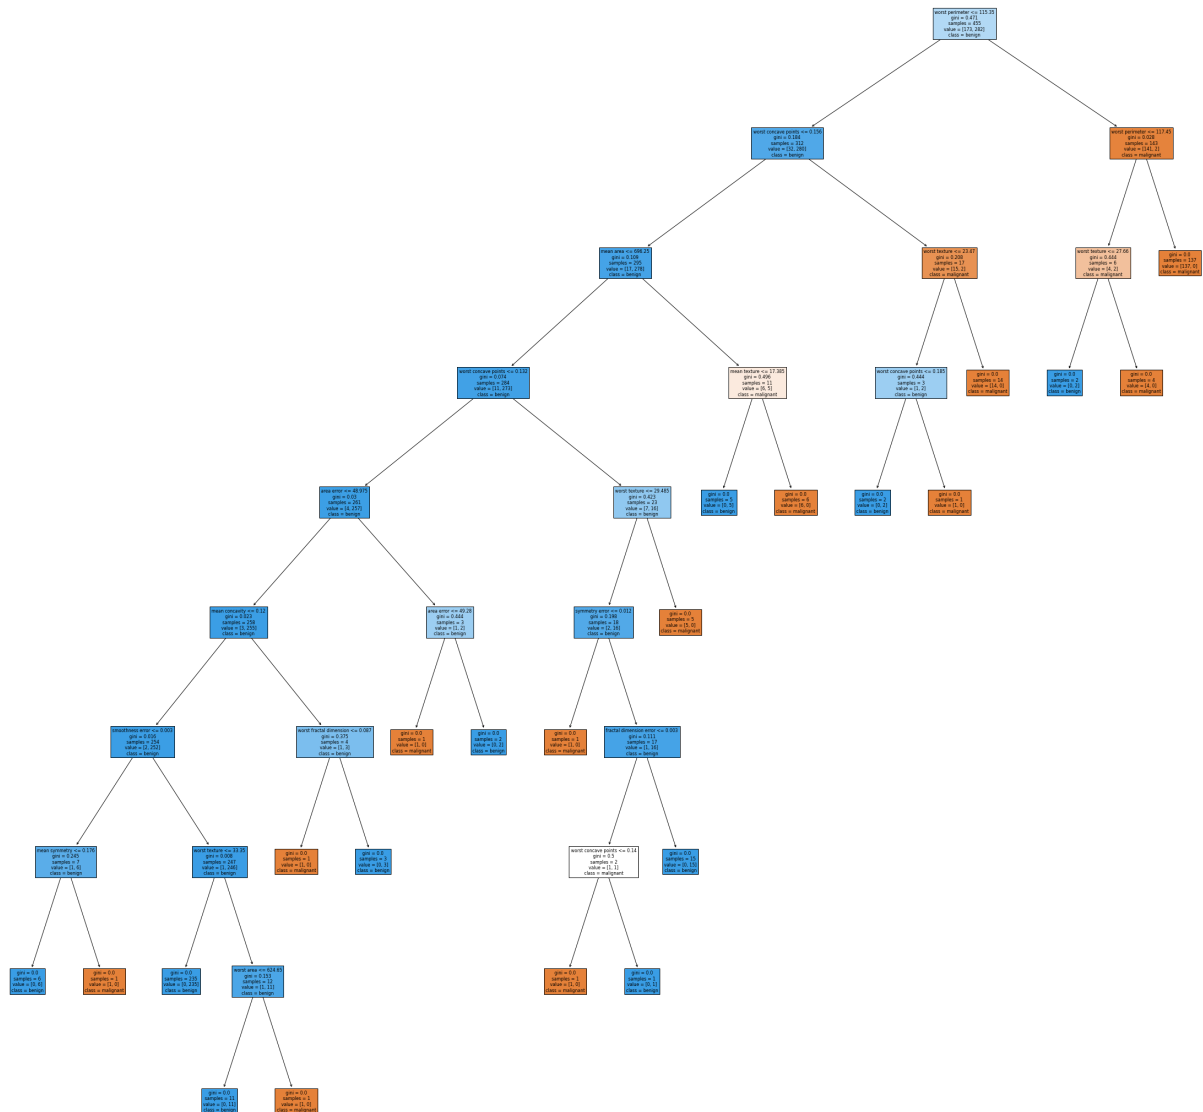 worst perimeter <= 115.35
gini = 0.471
samples = 455
value = [173, 282]
class = benign
worst concave points <= 0.156
gini = 0.184
samples = 312
value = [32, 280]
class = benign
worst perimeter <= 117.45
gini = 0.028
samples = 143
value = [141, 2]
class = malignant
mean area <= 698.25
gini = 0.109
samples = 295
value = [17, 278]
class = benign
worst texture <= 23.67
gini = 0.208
samples = 17
value = [15, 2]
class = malignant
worst texture <= 27.66
gini = 0.444
samples = 6
value = [4, 2]
class = malignant
gini = 0.0
samples = 137
value = [137, 0]
class = malignant
worst concave points <= 0.132
gini = 0.074
samples = 284
value = [11, 273]
class = benign
mean texture <= 17.385
gini = 0.496
samples = 11
value = [6, 5]
class = malignant
worst concave points <= 0.185
gini = 0.444
samples = 3
value = [1, 2]
class = benign
gini = 0.0
samples = 14
value = [14, 0]
class = malignant
gini = 0.0
samples = 2
value = [0, 2]
class = benign
gini = 0.0
samples = 4
value = [4, 0]
class = malignant
area error <= 48.975
gini = 0.03
samples = 261
value = [4, 257]
class = benign
worst texture <= 29.485
gini = 0.423
samples = 23
value = [7, 16]
class = benign
gini = 0.0
samples = 5
value = [0, 5]
class = benign
gini = 0.0
samples = 6
value = [6, 0]
class = malignant
gini = 0.0
samples = 2
value = [0, 2]
class = benign
gini = 0.0
samples = 1
value = [1, 0]
class = malignant
mean concavity <= 0.12
gini = 0.023
samples = 258
value = [3, 255]
class = benign
area error <= 49.28
gini = 0.444
samples = 3
value = [1, 2]
class = benign
symmetry error <= 0.012
gini = 0.198
samples = 18
value = [2, 16]
class = benign
gini = 0.0
samples = 5
value = [5, 0]
class = malignant
smoothness error <= 0.003
gini = 0.016
samples = 254
value = [2, 252]
class = benign
worst fractal dimension <= 0.087
gini = 0.375
samples = 4
value = [1, 3]
class = benign
gini = 0.0
samples = 1
value = [1, 0]
class = malignant
gini = 0.0
samples = 2
value = [0, 2]
class = benign
gini = 0.0
samples = 1
value = [1, 0]
class = malignant
fractal dimension error <= 0.003
gini = 0.111
samples = 17
value = [1, 16]
class = benign
mean symmetry <= 0.176
gini = 0.245
samples = 7
value = [1, 6]
class = benign
worst texture <= 33.35
gini = 0.008
samples = 247
value = [1, 246]
class = benign
gini = 0.0
samples = 1
value = [1, 0]
class = malignant
gini = 0.0
samples = 3
value = [0, 3]
class = benign
worst concave points <= 0.14
gini = 0.5
samples = 2
value = [1, 1]
class = malignant
gini = 0.0
samples = 15
value = [0, 15]
class = benign
gini = 0.0
samples = 6
value = [0, 6]
class = benign
gini = 0.0
samples = 1
value = [1, 0]
class = malignant
gini = 0.0
samples = 235
value = [0, 235]
class = benign
worst area <= 824.65
gini = 0.153
samples = 12
value = [1, 11]
class = benign
gini = 0.0
samples = 1
value = [1, 0]
class = malignant
gini = 0.0
samples = 1
value = [0, 1]
class = benign
gini = 0.0
samples = 11
value = [0, 11]
class = benign
gini = 0.0
samples = 1
value = [1, 0]
class = malignant